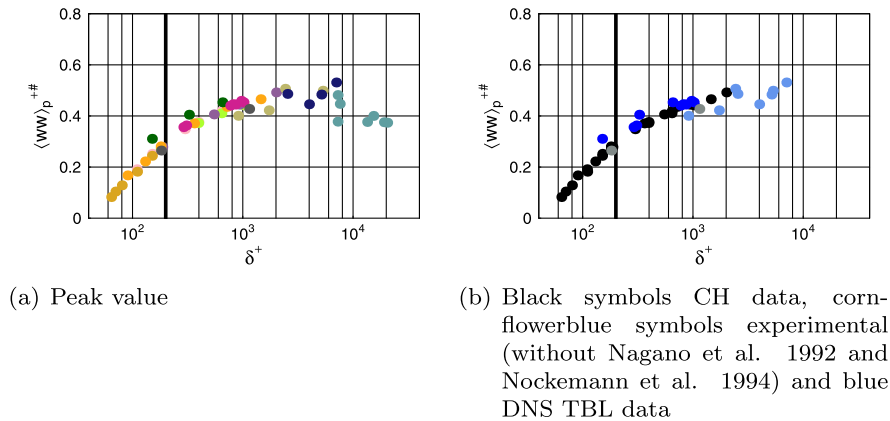 0.8
0.6
0.4
0.2
0
⟨ww⟩p+#
10² 10³ 10⁴
δ+
0.8
0.6
0.4
0.2
0
⟨ww⟩p+#
10² 10³ 10⁴
δ+
(a) Peak value
(b) Black symbols CH data, corn-
flowerblue symbols experimental
(without Nagano et al. 1992 and
Nockemann et al. 1994) and blue
DNS TBL data